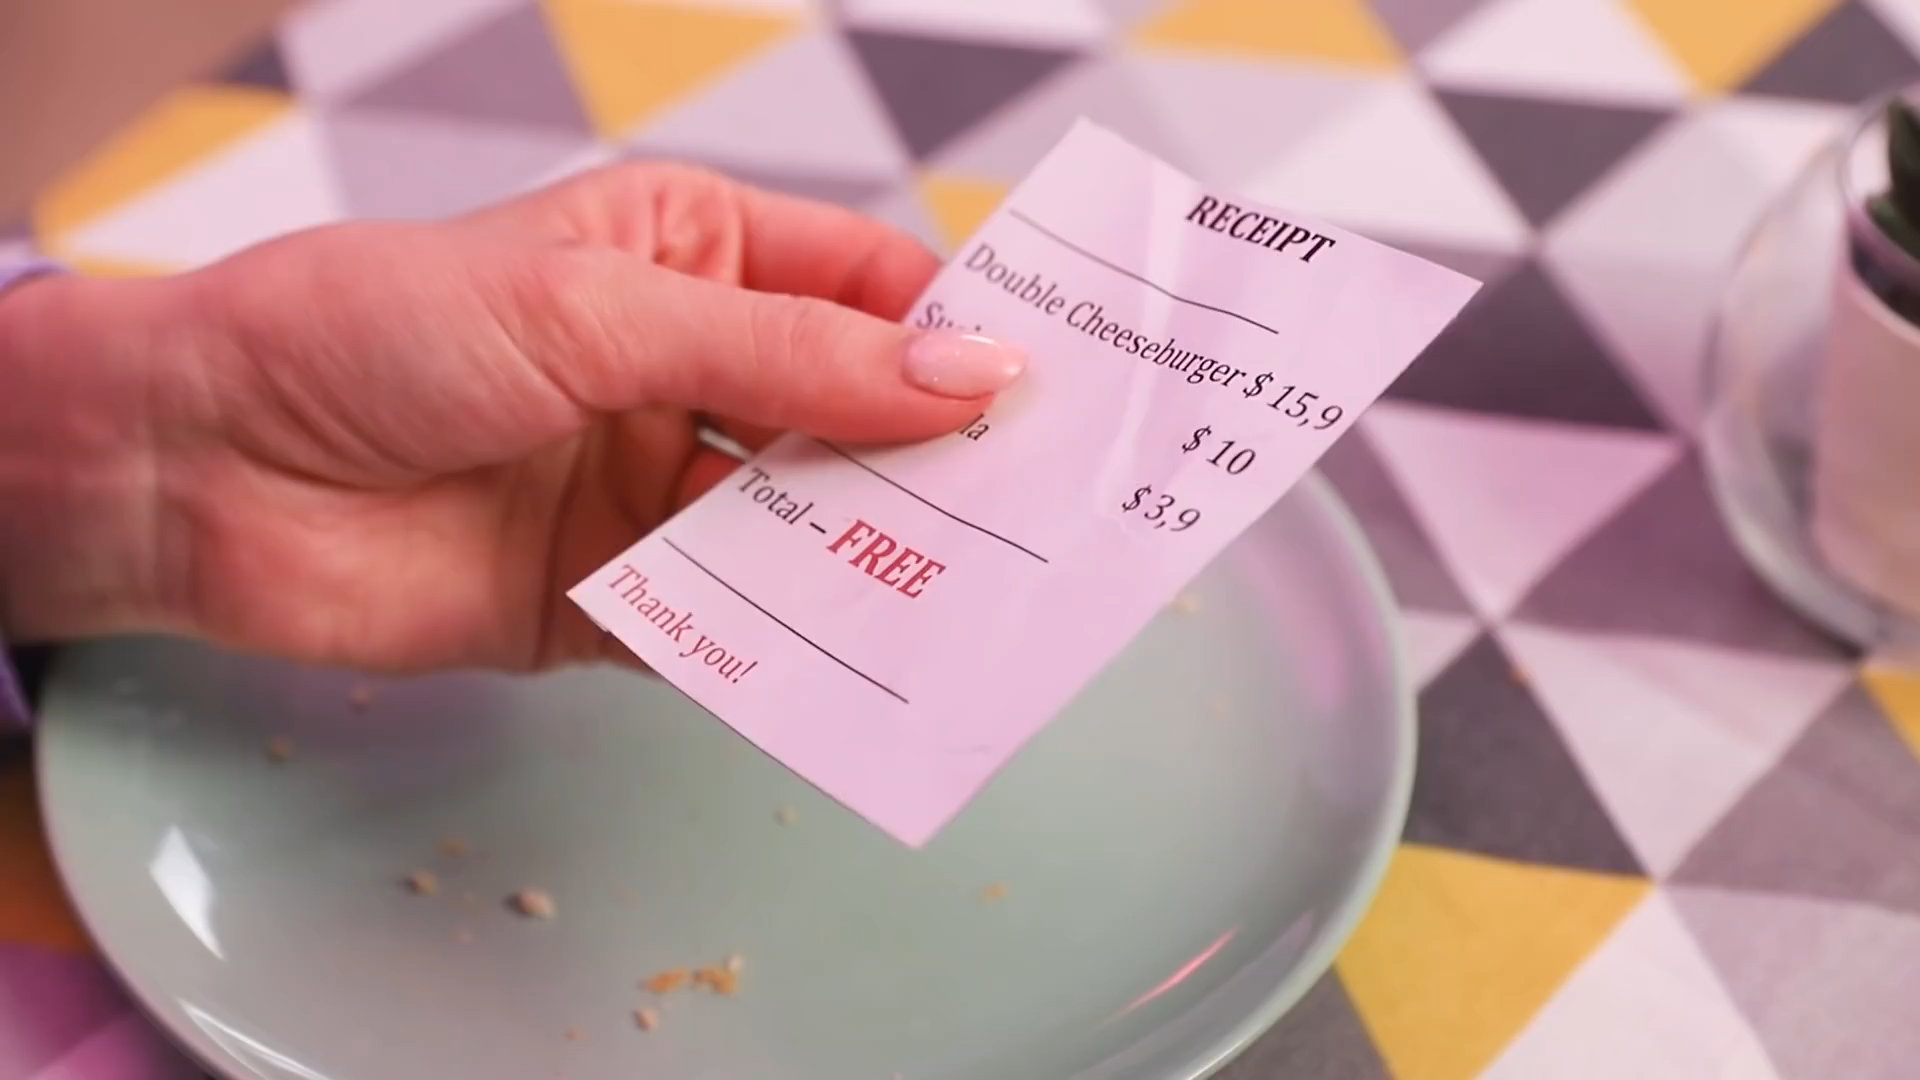 RECEIPT
Double Cheeseburger $ 15,9
$ 10
$ 3,9
Total – FREE
Thank you!